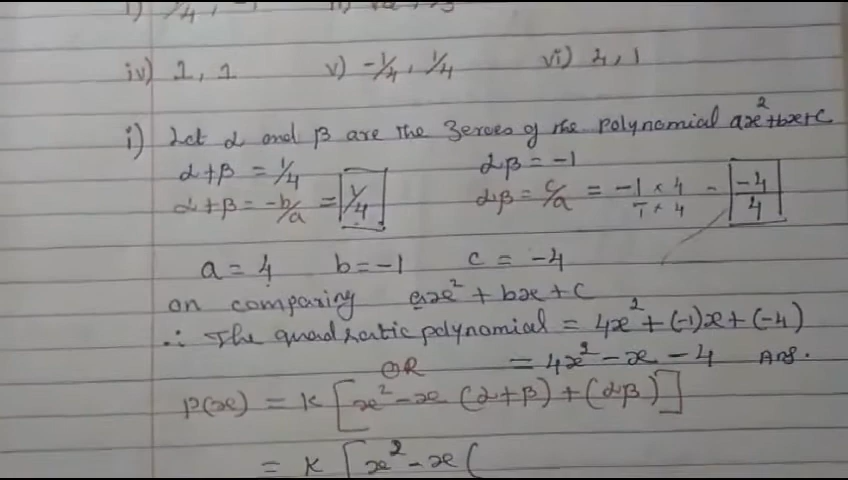 iv) 1, 1 v) -1/4, 1/4 vi) 4, 1
i) Let α and β are the zeroes of the polynomial ax²+bx+c
α+β = 1/4 αβ = -1
α+β = -b/a = 1/4 αβ = c/a = -1×4/1×4 = -4/4
a = 4 b = -1 c = -4
on comparing ax² + bx + c
∴ The quadratic polynomial = 4x² + (-1)x + (-4)
= 4x² - x - 4 Ans.
OR
P(x) = K [x² - x (α+β) + (αβ)]
= K [x² - x (